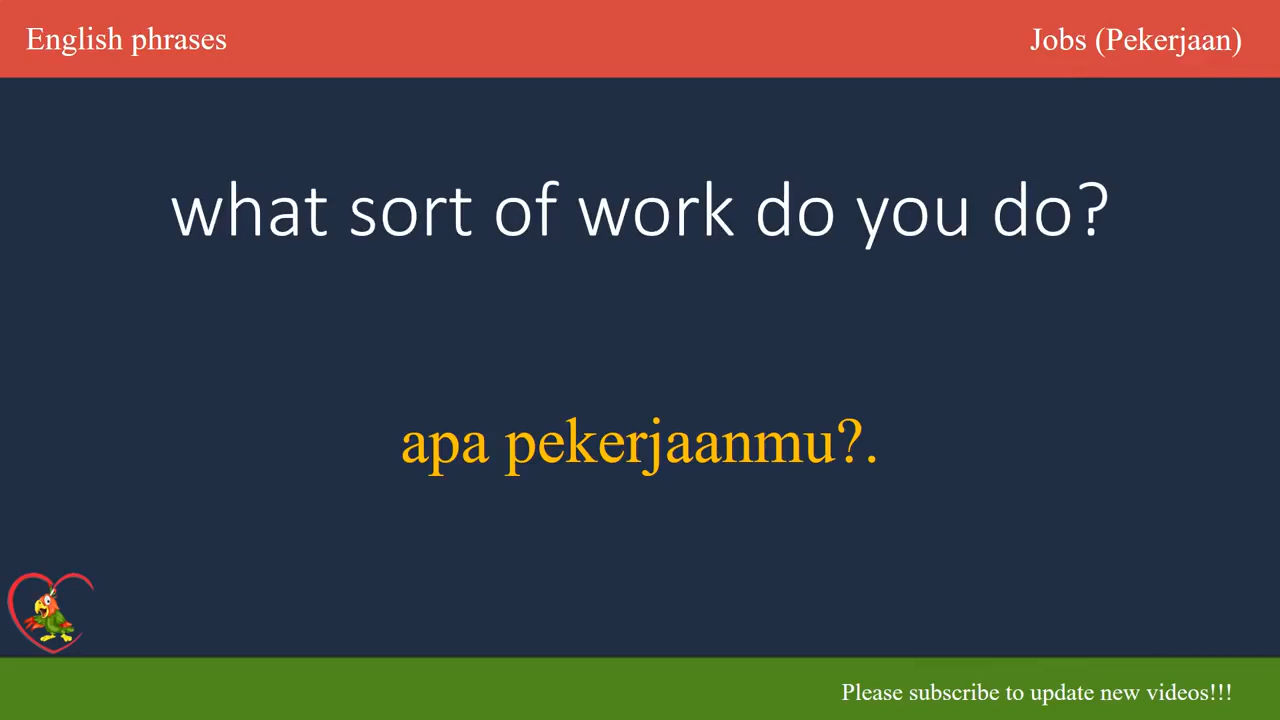 English phrases
Jobs (Pekerjaan)
what sort of work do you do?
apa pekerjaanmu?.
Please subscribe to update new videos!!!